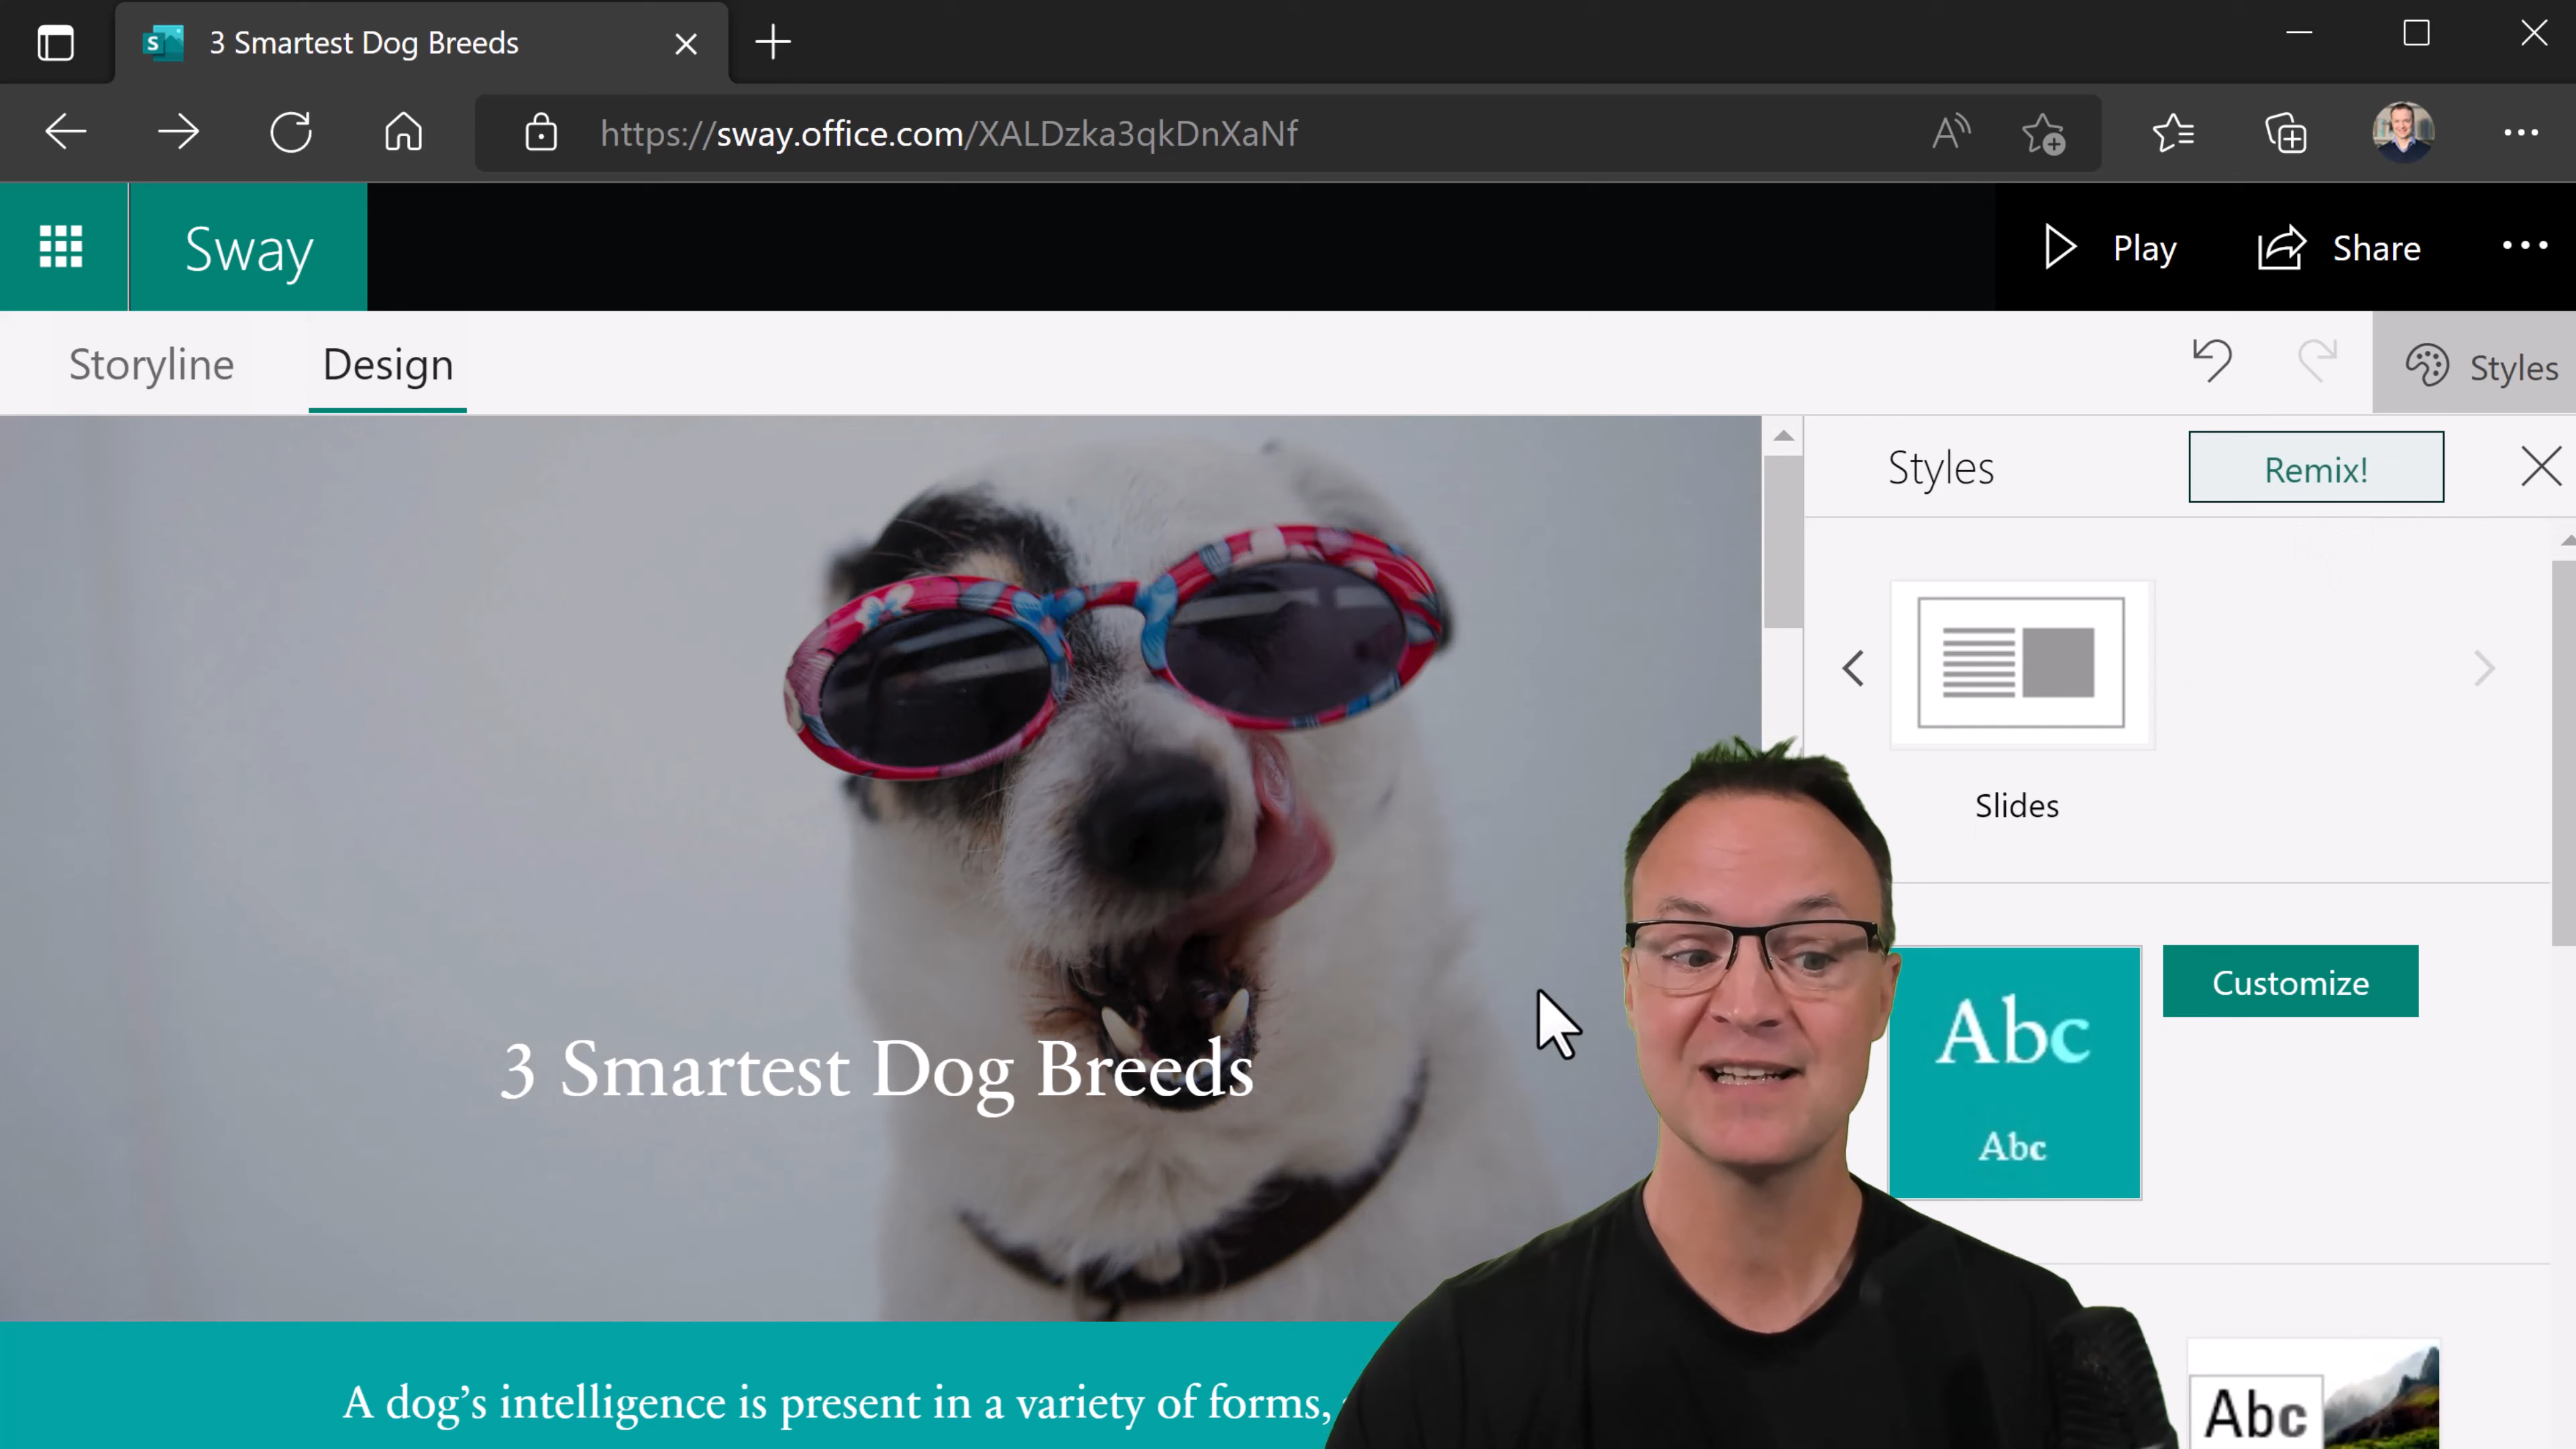 3 Smartest Dog Breeds
https://sway.office.com/XALDzka3qkDnXaNf
Sway
Play
Share
Storyline
Design
Styles
Styles
Remix!
Slides
Abc
Abc
Customize
3 Smartest Dog Breeds
A dog's intelligence is present in a variety of forms,
Abc